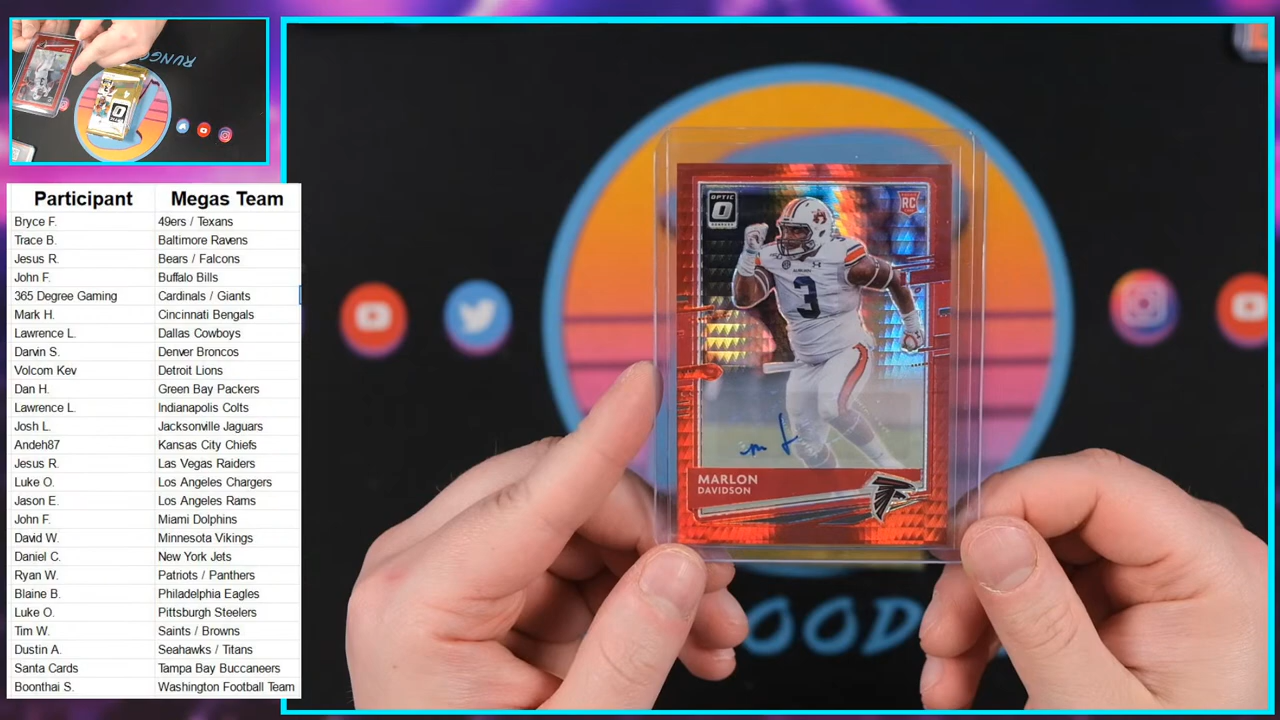 RUNGOOD
Participant Megas Team
Bryce F. 49ers / Texans
Trace B. Baltimore Ravens
Jesus R. Bears / Falcons
John F. Buffalo Bills
365 Degree Gaming Cardinals / Giants
Mark H. Cincinnati Bengals
Lawrence L. Dallas Cowboys
Darvin S. Denver Broncos
Volcom Kev Detroit Lions
Dan H. Green Bay Packers
Lawrence L. Indianapolis Colts
Josh L. Jacksonville Jaguars
Andeh87 Kansas City Chiefs
Jesus R. Las Vegas Raiders
Luke O. Los Angeles Chargers
Jason E. Los Angeles Rams
John F. Miami Dolphins
David W. Minnesota Vikings
Daniel C. New York Jets
Ryan W. Patriots / Panthers
Blaine B. Philadelphia Eagles
Luke O. Pittsburgh Steelers
Tim W. Saints / Browns
Dustin A. Seahawks / Titans
Santa Cards Tampa Bay Buccaneers
Boonthai S. Washington Football Team
OPTIC
RC
AUBURN
3
MARLON
DAVIDSON
OOD